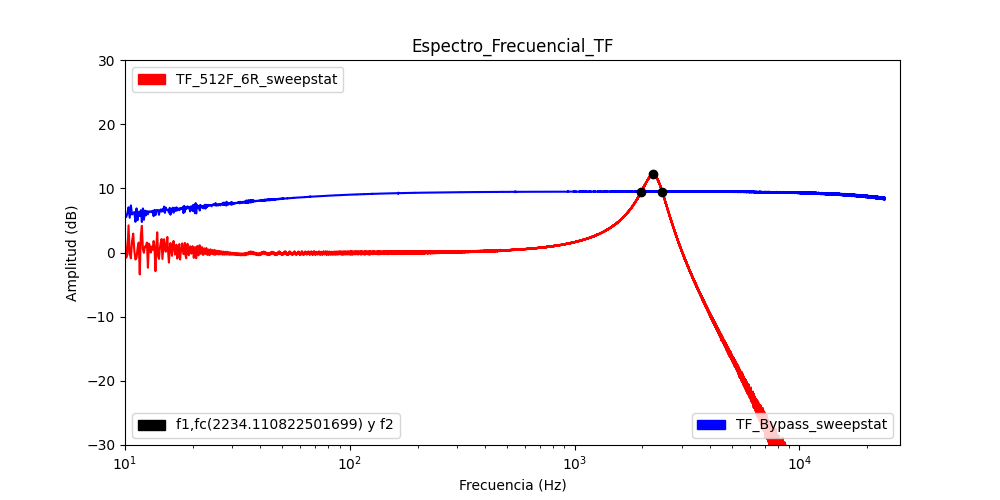 Espectro_Frecuencial_TF
30
20
10
0
−10
−20
−30
Amplitud (dB)
TF_512F_6R_sweepstat
f1,fc(2234.110822501699) y f2
TF_Bypass_sweepstat
10¹
10²
10³
10⁴
Frecuencia (Hz)